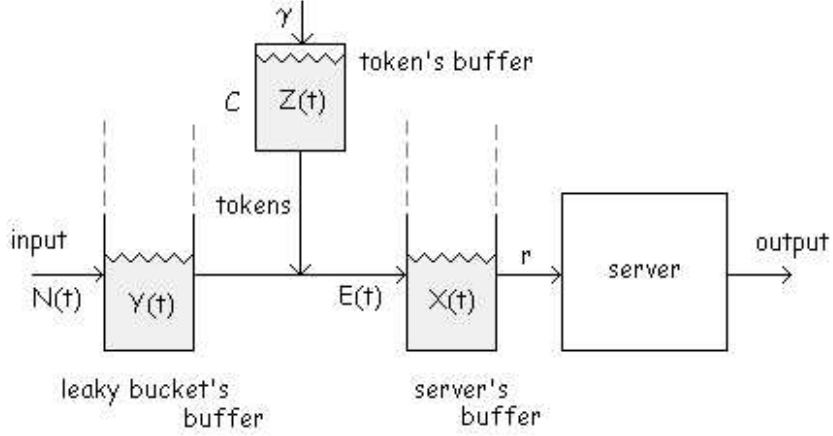 γ
token's buffer
C
Z(t)
tokens
input
N(t)
Y(t)
E(t)
X(t)
r
server
output
leaky bucket's
buffer
server's
buffer